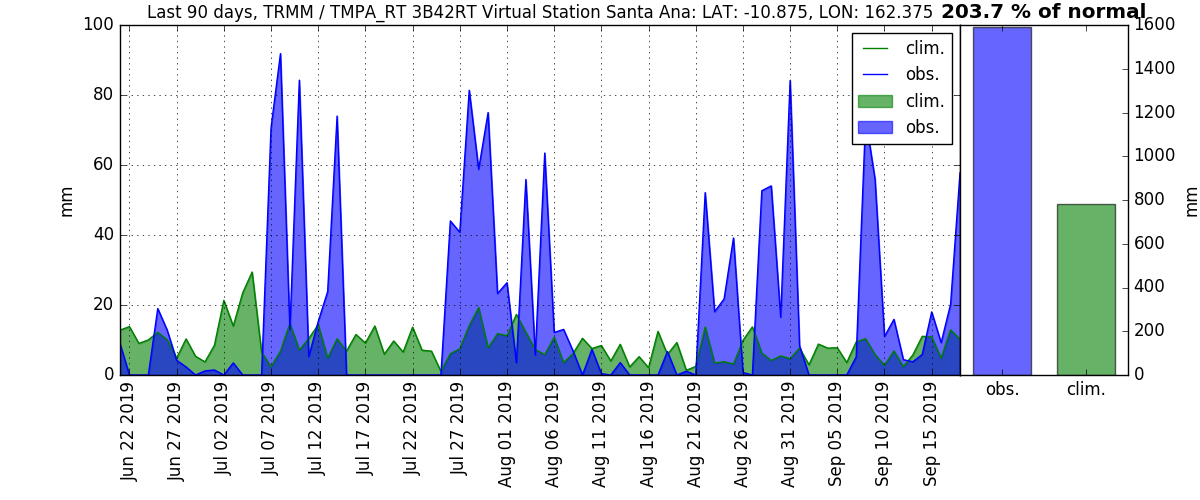 Last 90 days, TRMM / TMPA_RT 3B42RT Virtual Station Santa Ana: LAT: -10.875, LON: 162.375 203.7 % of normal
100
80
60
40
20
0
mm
clim.
obs.
clim.
obs.
1600
1400
1200
1000
800
600
400
200
0
mm
Jun 22 2019
Jun 27 2019
Jul 02 2019
Jul 07 2019
Jul 12 2019
Jul 17 2019
Jul 22 2019
Jul 27 2019
Aug 01 2019
Aug 06 2019
Aug 11 2019
Aug 16 2019
Aug 21 2019
Aug 26 2019
Aug 31 2019
Sep 05 2019
Sep 10 2019
Sep 15 2019
obs.
clim.